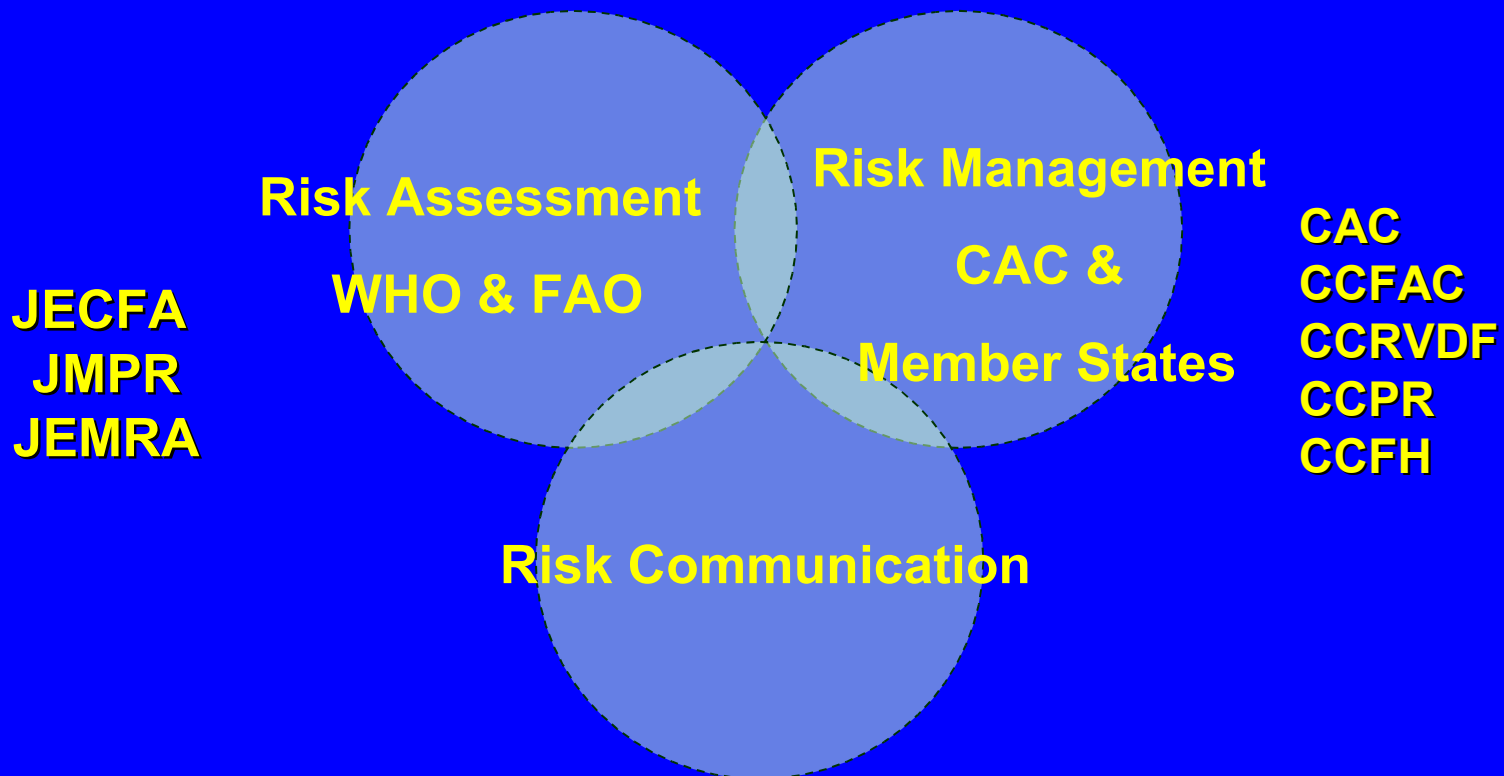 Risk Assessment
WHO & FAO
Risk Management
CAC &
Member States
JECFA
JMPR
JEMRA
CAC
CCFAC
CCRVDF
CCPR
CCFH
Risk Communication